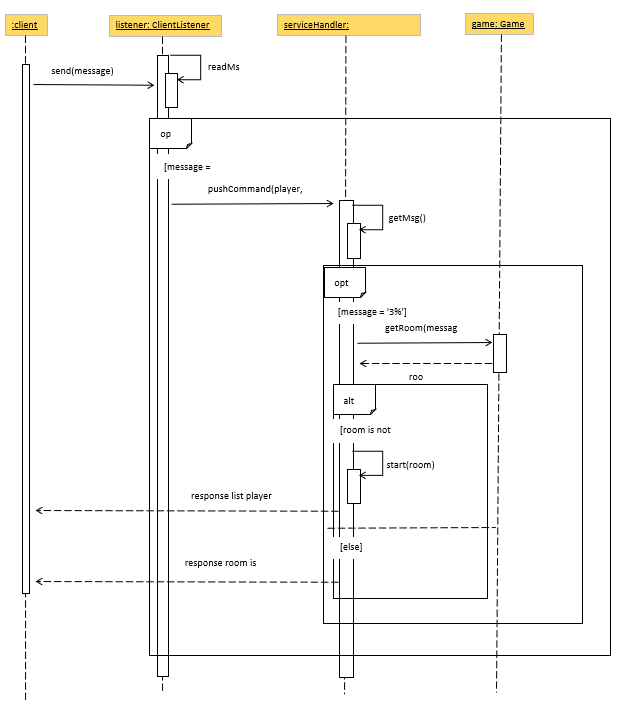 :client
listener: ClientListener
serviceHandler:
game: Game
send(message)
readMs
op
[message =
pushCommand(player,
getMsg()
opt
[message = '3%']
getRoom(messag
roo
alt
[room is not
start(room)
response list player
[else]
response room is